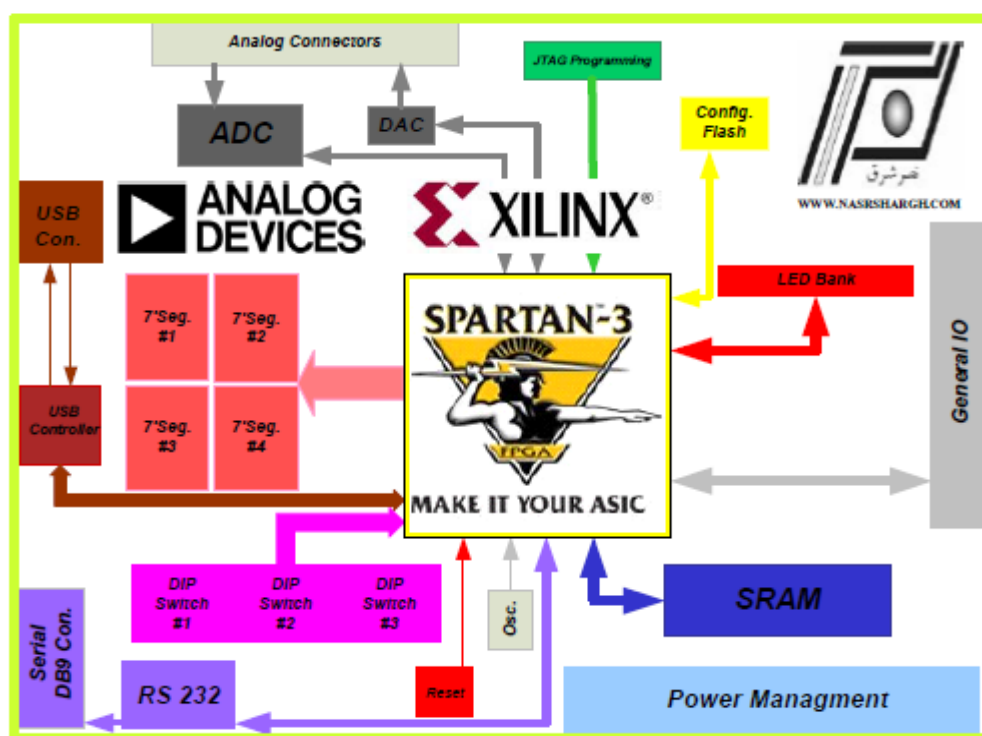 Analog Connectors
JTAG Programming
ADC
DAC
Config.
Flash
نصر شرق
WWW.NASRSHARGH.COM
USB
Con.
ANALOG
DEVICES
XILINX®
LED Bank
General IO
7'Seg.
#1
7'Seg.
#2
7'Seg.
#3
7'Seg.
#4
SPARTAN™-3
FPGA
MAKE IT YOUR ASIC
USB
Controller
DIP
Switch
#1
DIP
Switch
#2
DIP
Switch
#3
Osc.
SRAM
Serial
DB9 Con.
RS 232
Reset
Power Managment